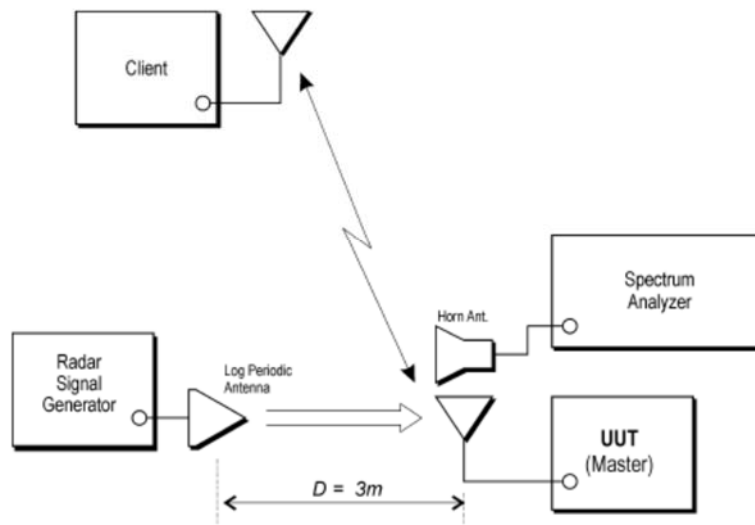 Client
Spectrum
Analyzer
Horn Ant.
Radar
Signal
Generator
Log Periodic
Antenna
UUT
(Master)
D = 3m